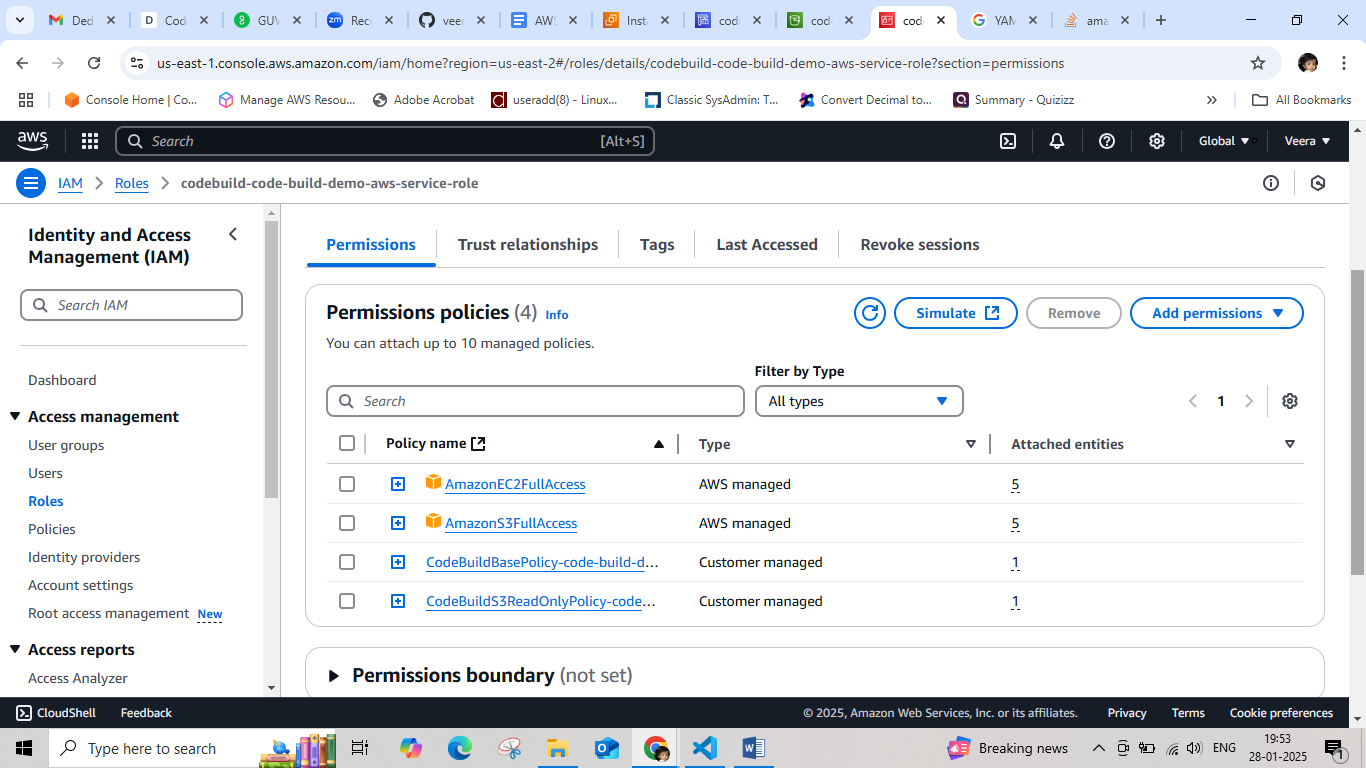 Ded
Cod
GUV
Reco
veer
AWS
Inst
code
code
code
YAM
ama
us-east-1.console.aws.amazon.com/iam/home?region=us-east-2#/roles/details/codebuild-code-build-demo-aws-service-role?section=permissions
Console Home | Co...
Manage AWS Resou...
Adobe Acrobat
useradd(8) - Linux...
Classic SysAdmin: T...
Convert Decimal to...
Summary - Quizizz
All Bookmarks
aws
Search
[Alt+S]
Global
Veera
IAM
Roles
codebuild-code-build-demo-aws-service-role
Identity and Access
Management (IAM)
Search IAM
Dashboard
Access management
User groups
Users
Roles
Policies
Identity providers
Account settings
Root access management New
Access reports
Access Analyzer
Permissions
Trust relationships
Tags
Last Accessed
Revoke sessions
Permissions policies (4) Info
Simulate
Remove
Add permissions
You can attach up to 10 managed policies.
Filter by Type
Search
All types
1
Policy name
Type
Attached entities
AmazonEC2FullAccess
AWS managed
5
AmazonS3FullAccess
AWS managed
5
CodeBuildBasePolicy-code-build-d...
Customer managed
1
CodeBuildS3ReadOnlyPolicy-code...
Customer managed
1
Permissions boundary (not set)
CloudShell
Feedback
© 2025, Amazon Web Services, Inc. or its affiliates.
Privacy
Terms
Cookie preferences
Type here to search
Breaking news
ENG
19:53
28-01-2025
1